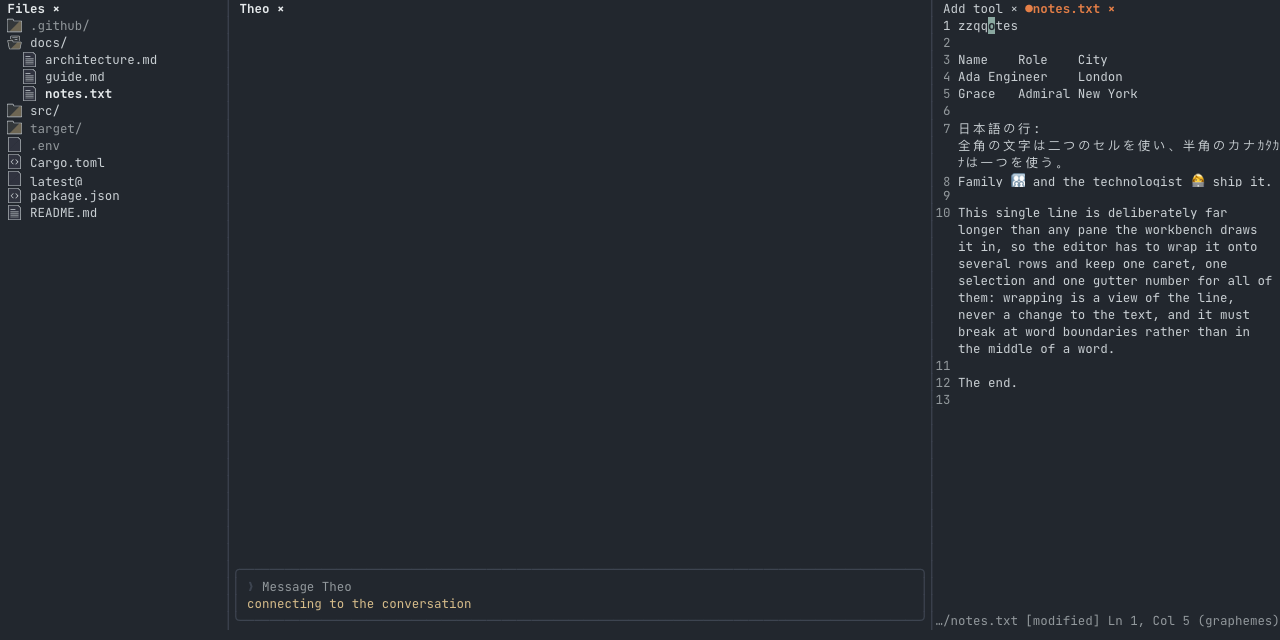 Files ×
.github/
docs/
architecture.md
guide.md
notes.txt
src/
target/
.env
Cargo.toml
latest@
package.json
README.md
Theo ×
) Message Theo
connecting to the conversation
Add tool × ●notes.txt ×
1 zzqqotes
2
3 Name    Role    City
4 Ada Engineer    London
5 Grace   Admiral New York
6
7 日本語の行:
全角の文字は二つのセルを使い、半角のカナｶﾀｶ
ﾅは一つを使う。
8 Family 👪 and the technologist 🧑‍💻 ship it.
9
10 This single line is deliberately far
longer than any pane the workbench draws
it in, so the editor has to wrap it onto
several rows and keep one caret, one
selection and one gutter number for all of
them: wrapping is a view of the line,
never a change to the text, and it must
break at word boundaries rather than in
the middle of a word.
11
12 The end.
13
…/notes.txt [modified] Ln 1, Col 5 (graphemes)